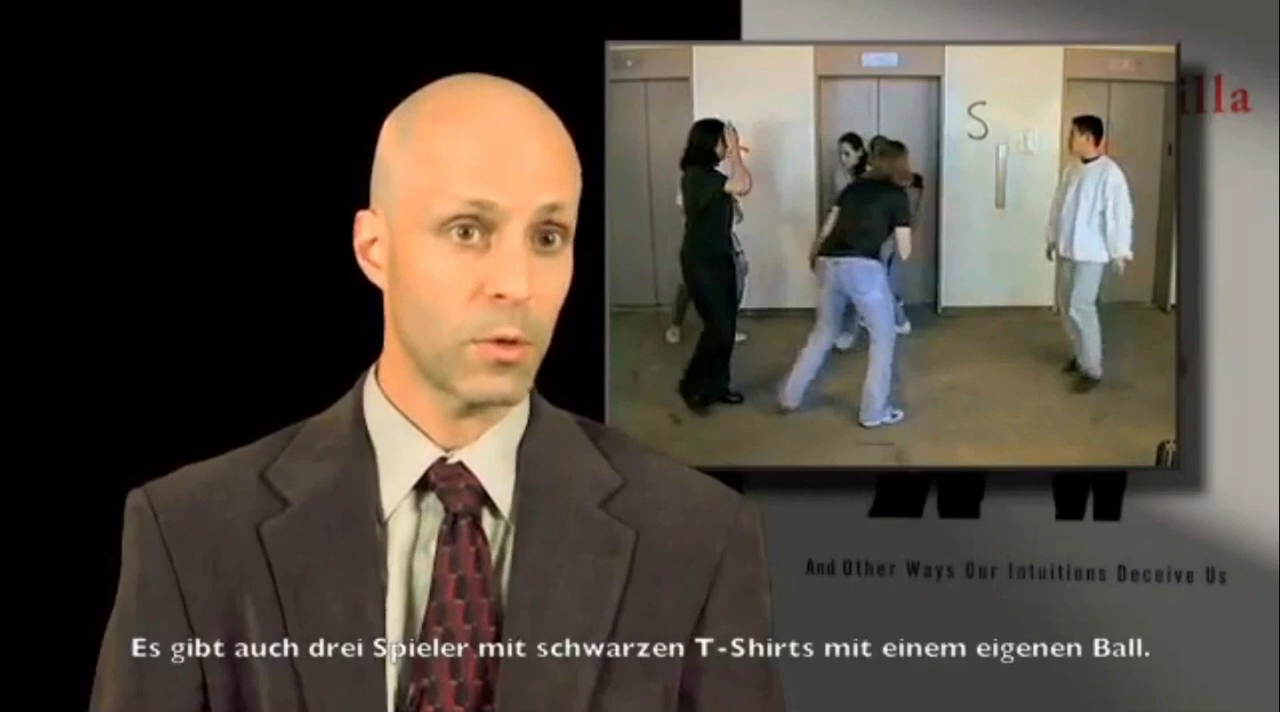 illa
S
And Other Ways Our Intuitions Deceive Us
Es gibt auch drei Spieler mit schwarzen T-Shirts mit einem eigenen Ball.